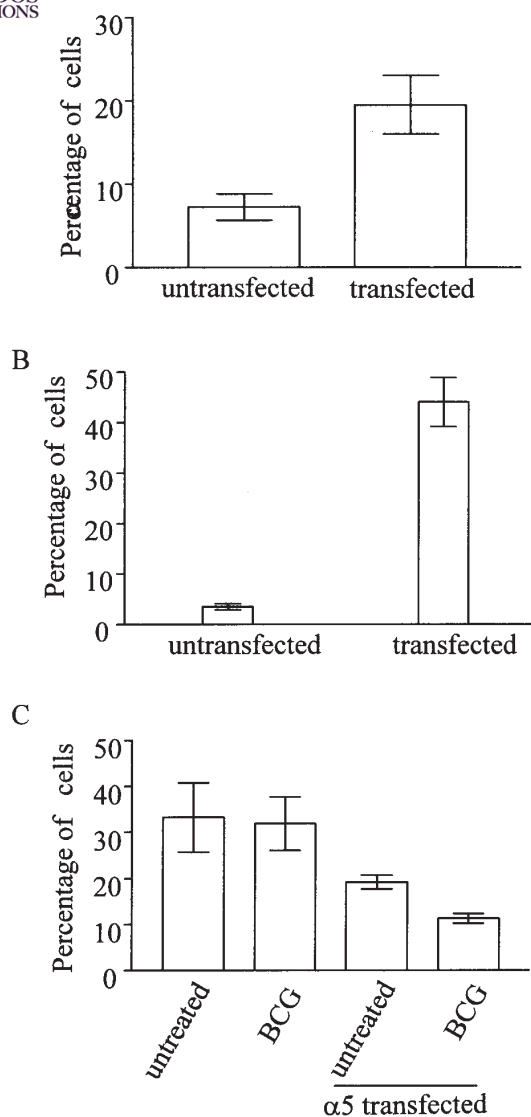 IONS
30
20
10
0
Percentage of cells
untransfected transfected
B
50
40
30
20
10
0
Percentage of cells
untransfected transfected
C
50
40
30
20
10
0
Percentage of cells
untreated BCG untreated BCG
α5 transfected